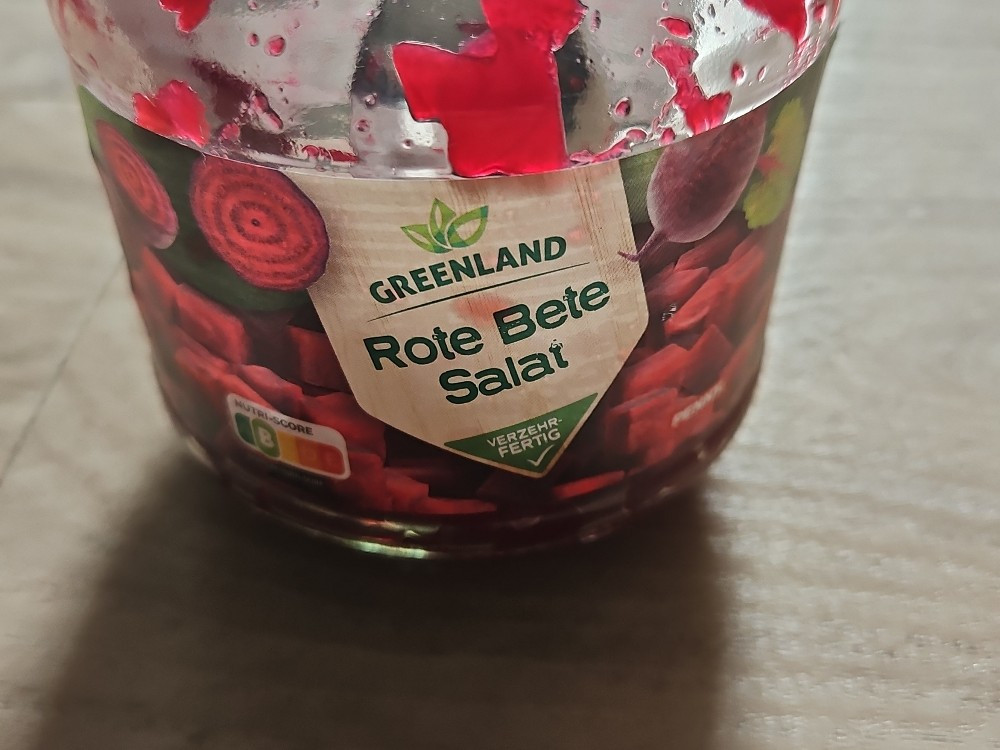 GREENLAND
Rote Bete
Salat
VERZEHR-
FERTIG
NUTRI-SCORE
B